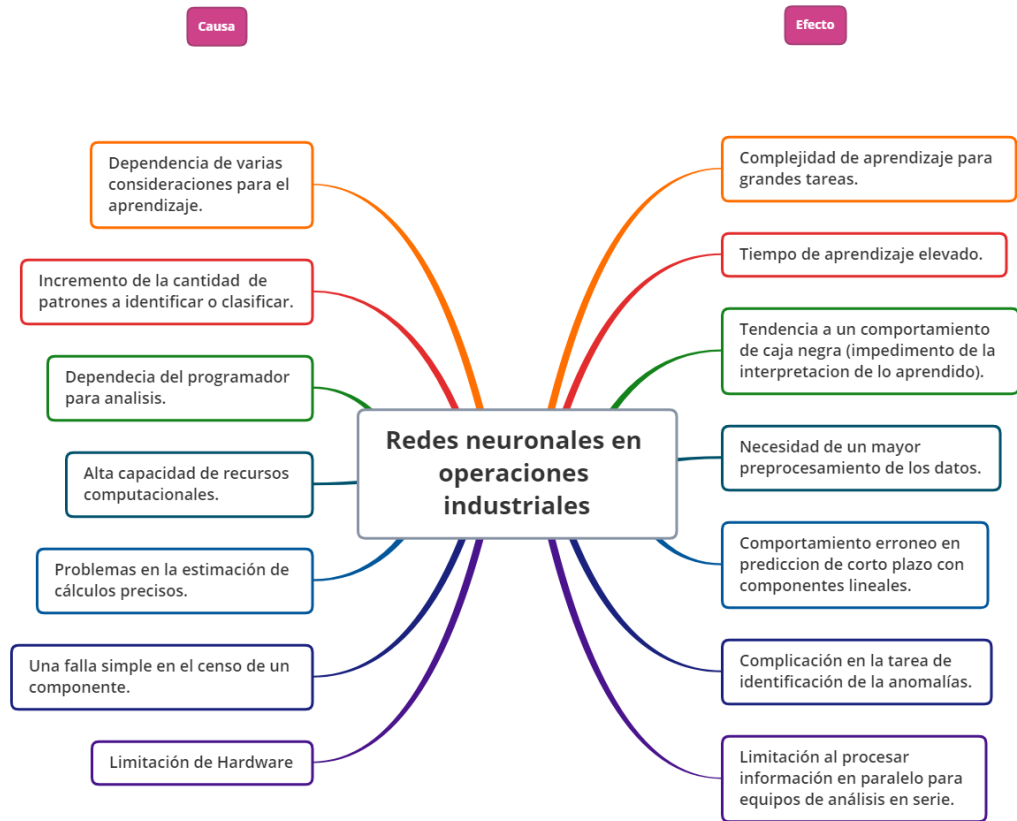 Causa
Efecto
Dependencia de varias
consideraciones para el
aprendizaje.
Incremento de la cantidad de
patrones a identificar o clasificar.
Dependecia del programador
para analisis.
Alta capacidad de recursos
computacionales.
Problemas en la estimación de
cálculos precisos.
Una falla simple en el censo de un
componente.
Limitación de Hardware
Redes neuronales en
operaciones
industriales
Complejidad de aprendizaje para
grandes tareas.
Tiempo de aprendizaje elevado.
Tendencia a un comportamiento
de caja negra (impedimento de la
interpretacion de lo aprendido).
Necesidad de un mayor
preprocesamiento de los datos.
Comportamiento erroneo en
prediccion de corto plazo con
componentes lineales.
Complicación en la tarea de
identificación de la anomalías.
Limitación al procesar
información en paralelo para
equipos de análisis en serie.